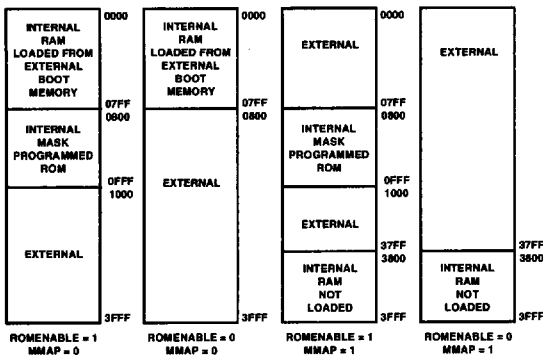 INTERNAL
RAM
LOADED FROM
EXTERNAL
BOOT
MEMORY
0000
07FF
0800
INTERNAL
MASK
PROGRAMMED
ROM
0FFF
1000
EXTERNAL
3FFF
ROMENABLE = 1
MMAP = 0
INTERNAL
RAM
LOADED FROM
EXTERNAL
BOOT
MEMORY
0000
07FF
0800
EXTERNAL
3FFF
ROMENABLE = 0
MMAP = 0
0000
EXTERNAL
07FF
0800
INTERNAL
MASK
PROGRAMMED
ROM
0FFF
1000
EXTERNAL
37FF
3800
INTERNAL
RAM
NOT
LOADED
3FFF
ROMENABLE = 1
MMAP = 1
0000
EXTERNAL
37FF
3800
INTERNAL
RAM
NOT
LOADED
3FFF
ROMENABLE = 0
MMAP = 1